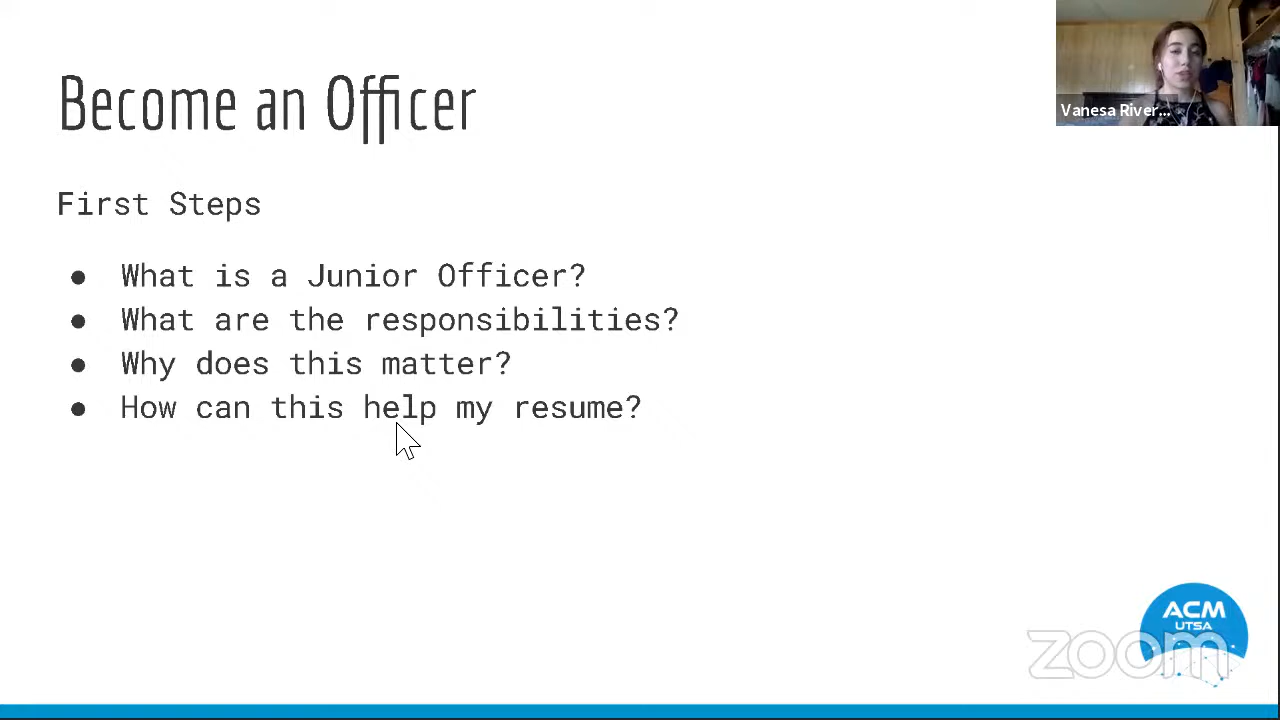 Become an Officer
Vanesa River...
First Steps
● What is a Junior Officer?
● What are the responsibilities?
● Why does this matter?
● How can this help my resume?
ACM
UTSA
zoom